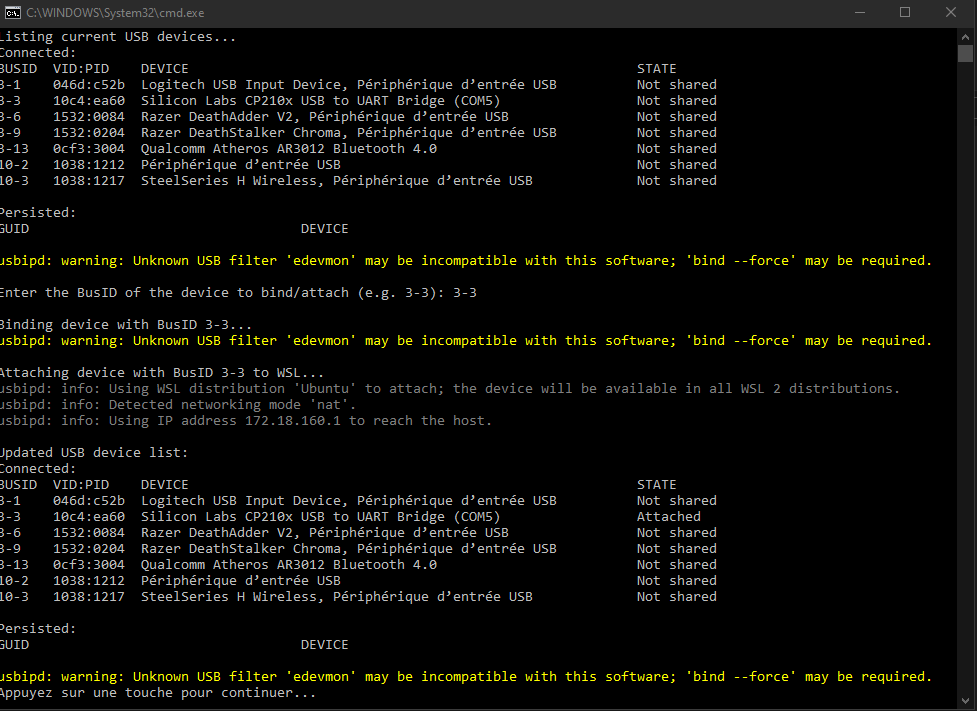 C:\WINDOWS\System32\cmd.exe
Listing current USB devices...
Connected:
BUSID  VID:PID    DEVICE                                                        STATE
3-1    046d:c52b  Logitech USB Input Device, Périphérique d’entrée USB          Not shared
3-3    10c4:ea60  Silicon Labs CP210x USB to UART Bridge (COM5)                 Not shared
3-6    1532:0084  Razer DeathAdder V2, Périphérique d’entrée USB                Not shared
3-9    1532:0204  Razer DeathStalker Chroma, Périphérique d’entrée USB          Not shared
3-13   0cf3:3004  Qualcomm Atheros AR3012 Bluetooth 4.0                         Not shared
10-2   1038:1212  Périphérique d’entrée USB                                     Not shared
10-3   1038:1217  SteelSeries H Wireless, Périphérique d’entrée USB             Not shared

Persisted:
GUID                                  DEVICE

usbipd: warning: Unknown USB filter 'edevmon' may be incompatible with this software; 'bind --force' may be required.

Enter the BusID of the device to bind/attach (e.g. 3-3): 3-3

Binding device with BusID 3-3...
usbipd: warning: Unknown USB filter 'edevmon' may be incompatible with this software; 'bind --force' may be required.

Attaching device with BusID 3-3 to WSL...
usbipd: info: Using WSL distribution 'Ubuntu' to attach; the device will be available in all WSL 2 distributions.
usbipd: info: Detected networking mode 'nat'.
usbipd: info: Using IP address 172.18.160.1 to reach the host.

Updated USB device list:
Connected:
BUSID  VID:PID    DEVICE                                                        STATE
3-1    046d:c52b  Logitech USB Input Device, Périphérique d’entrée USB          Not shared
3-3    10c4:ea60  Silicon Labs CP210x USB to UART Bridge (COM5)                 Attached
3-6    1532:0084  Razer DeathAdder V2, Périphérique d’entrée USB                Not shared
3-9    1532:0204  Razer DeathStalker Chroma, Périphérique d’entrée USB          Not shared
3-13   0cf3:3004  Qualcomm Atheros AR3012 Bluetooth 4.0                         Not shared
10-2   1038:1212  Périphérique d’entrée USB                                     Not shared
10-3   1038:1217  SteelSeries H Wireless, Périphérique d’entrée USB             Not shared

Persisted:
GUID                                  DEVICE

usbipd: warning: Unknown USB filter 'edevmon' may be incompatible with this software; 'bind --force' may be required.
Appuyez sur une touche pour continuer...